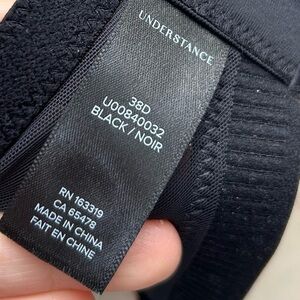 UNDERSTANCE
38D
U00840032
BLACK / NOIR
RN 163319
CA 65478
MADE IN CHINA
FAIT EN CHINE